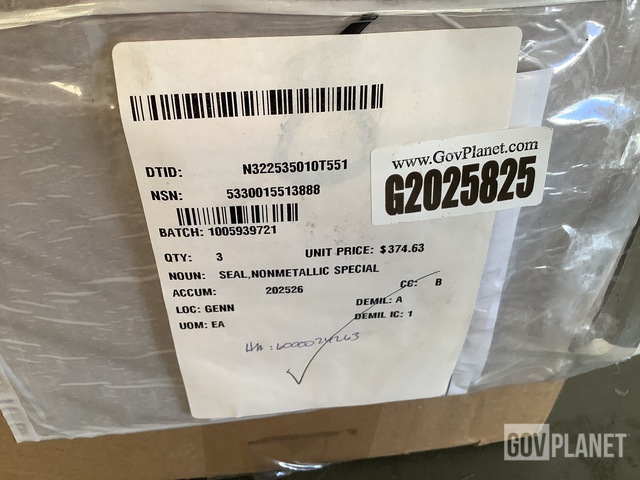 DTID: N322535010T551
www.GovPlanet.com
G2025825
NSN: 5330015513888
BATCH: 1005939721
QTY: 3 UNIT PRICE: $374.63
NOUN: SEAL,NONMETALLIC SPECIAL
ACCUM: 202526 CC: B
LOC: GENN DEMIL: A
UOM: EA DEMIL IC: 1
GOVPLANET